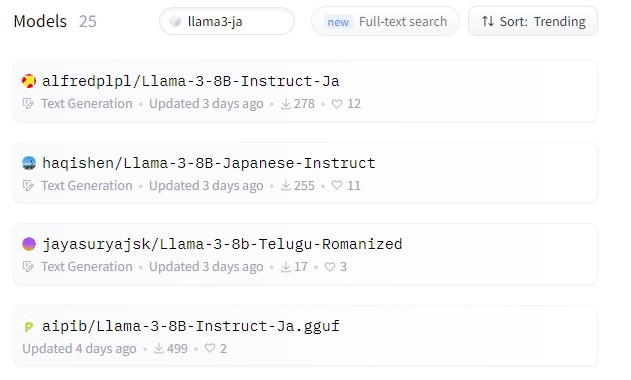 Models 25 llama3-ja new Full-text search Sort: Trending
alfredplpl/Llama-3-8B-Instruct-Ja
Text Generation • Updated 3 days ago • 278 • 12
haqishen/Llama-3-8B-Japanese-Instruct
Text Generation • Updated 3 days ago • 255 • 11
jayasuryajsk/Llama-3-8b-Telugu-Romanized
Text Generation • Updated 3 days ago • 17 • 3
aipib/Llama-3-8B-Instruct-Ja.gguf
Updated 4 days ago • 499 • 2